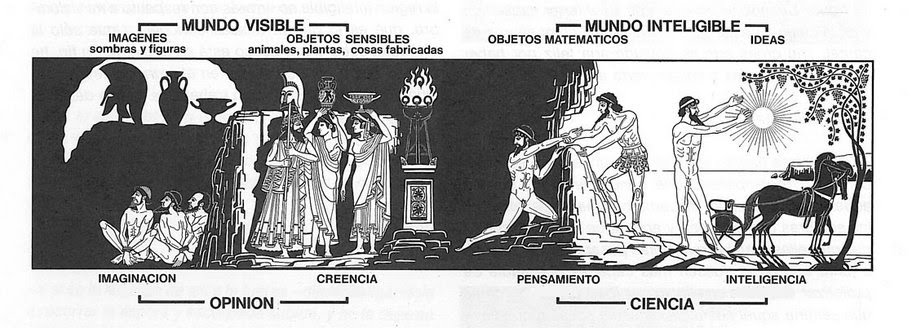 MUNDO VISIBLE
MUNDO INTELIGIBLE
IMAGENES
sombras y figuras
OBJETOS SENSIBLES
animales, plantas, cosas fabricadas
OBJETOS MATEMATICOS
IDEAS
IMAGINACION
CREENCIA
PENSAMIENTO
INTELIGENCIA
OPINION
CIENCIA